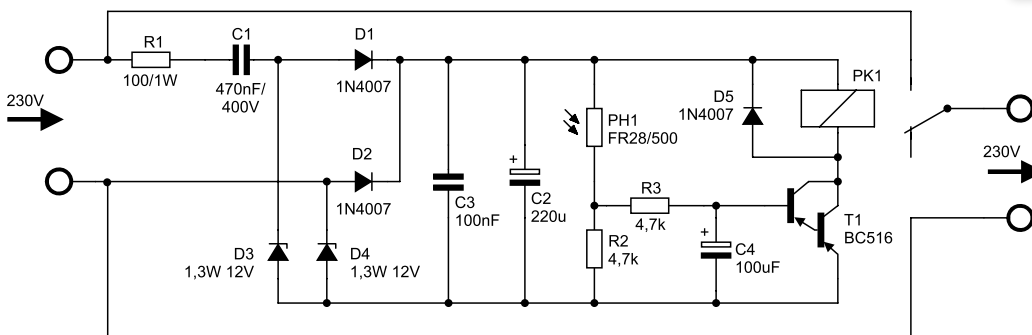 R1
100/1W
C1
470nF/
400V
D1
1N4007
230V
D2
1N4007
D3
1,3W 12V
D4
1,3W 12V
C3
100nF
+
C2
220u
PH1
FR28/500
R2
4,7k
R3
4,7k
+
C4
100uF
D5
1N4007
PK1
T1
BC516
230V